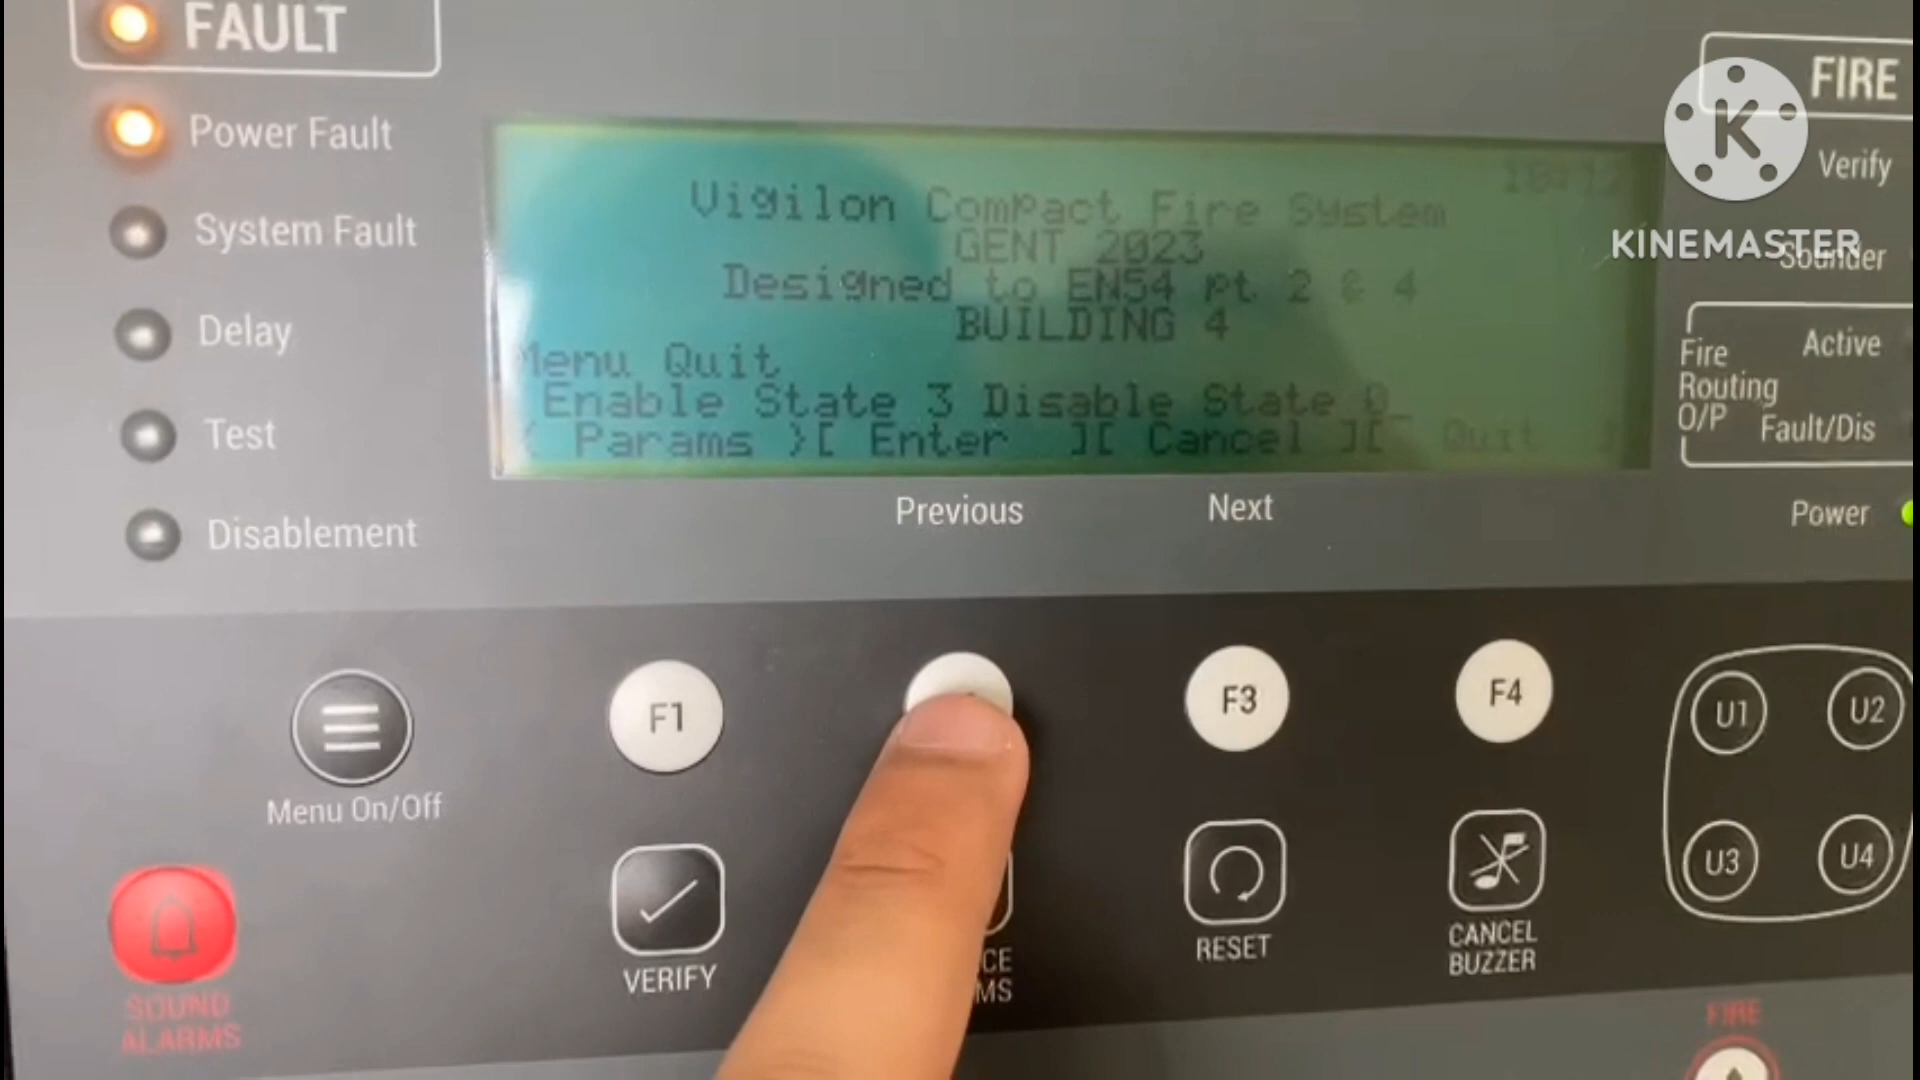 FAULT
Power Fault
System Fault
Delay
Test
Disablement
Vigilon Compact Fire System
GENT 2023
Designed to EN54 pt 2 & 4
BUILDING 4
Menu Quit
Enable State 3 Disable State 0_
{ Params }[ Enter ][ Cancel ][ Quit ]
Previous
Next
FIRE
Verify
Sounder
Fire
Routing
O/P
Active
Fault/Dis
Power
K
KINEMASTER
Menu On/Off
F1
F3
F4
U1
U2
U3
U4
SOUND
ALARMS
VERIFY
RESET
CANCEL
BUZZER
FIRE